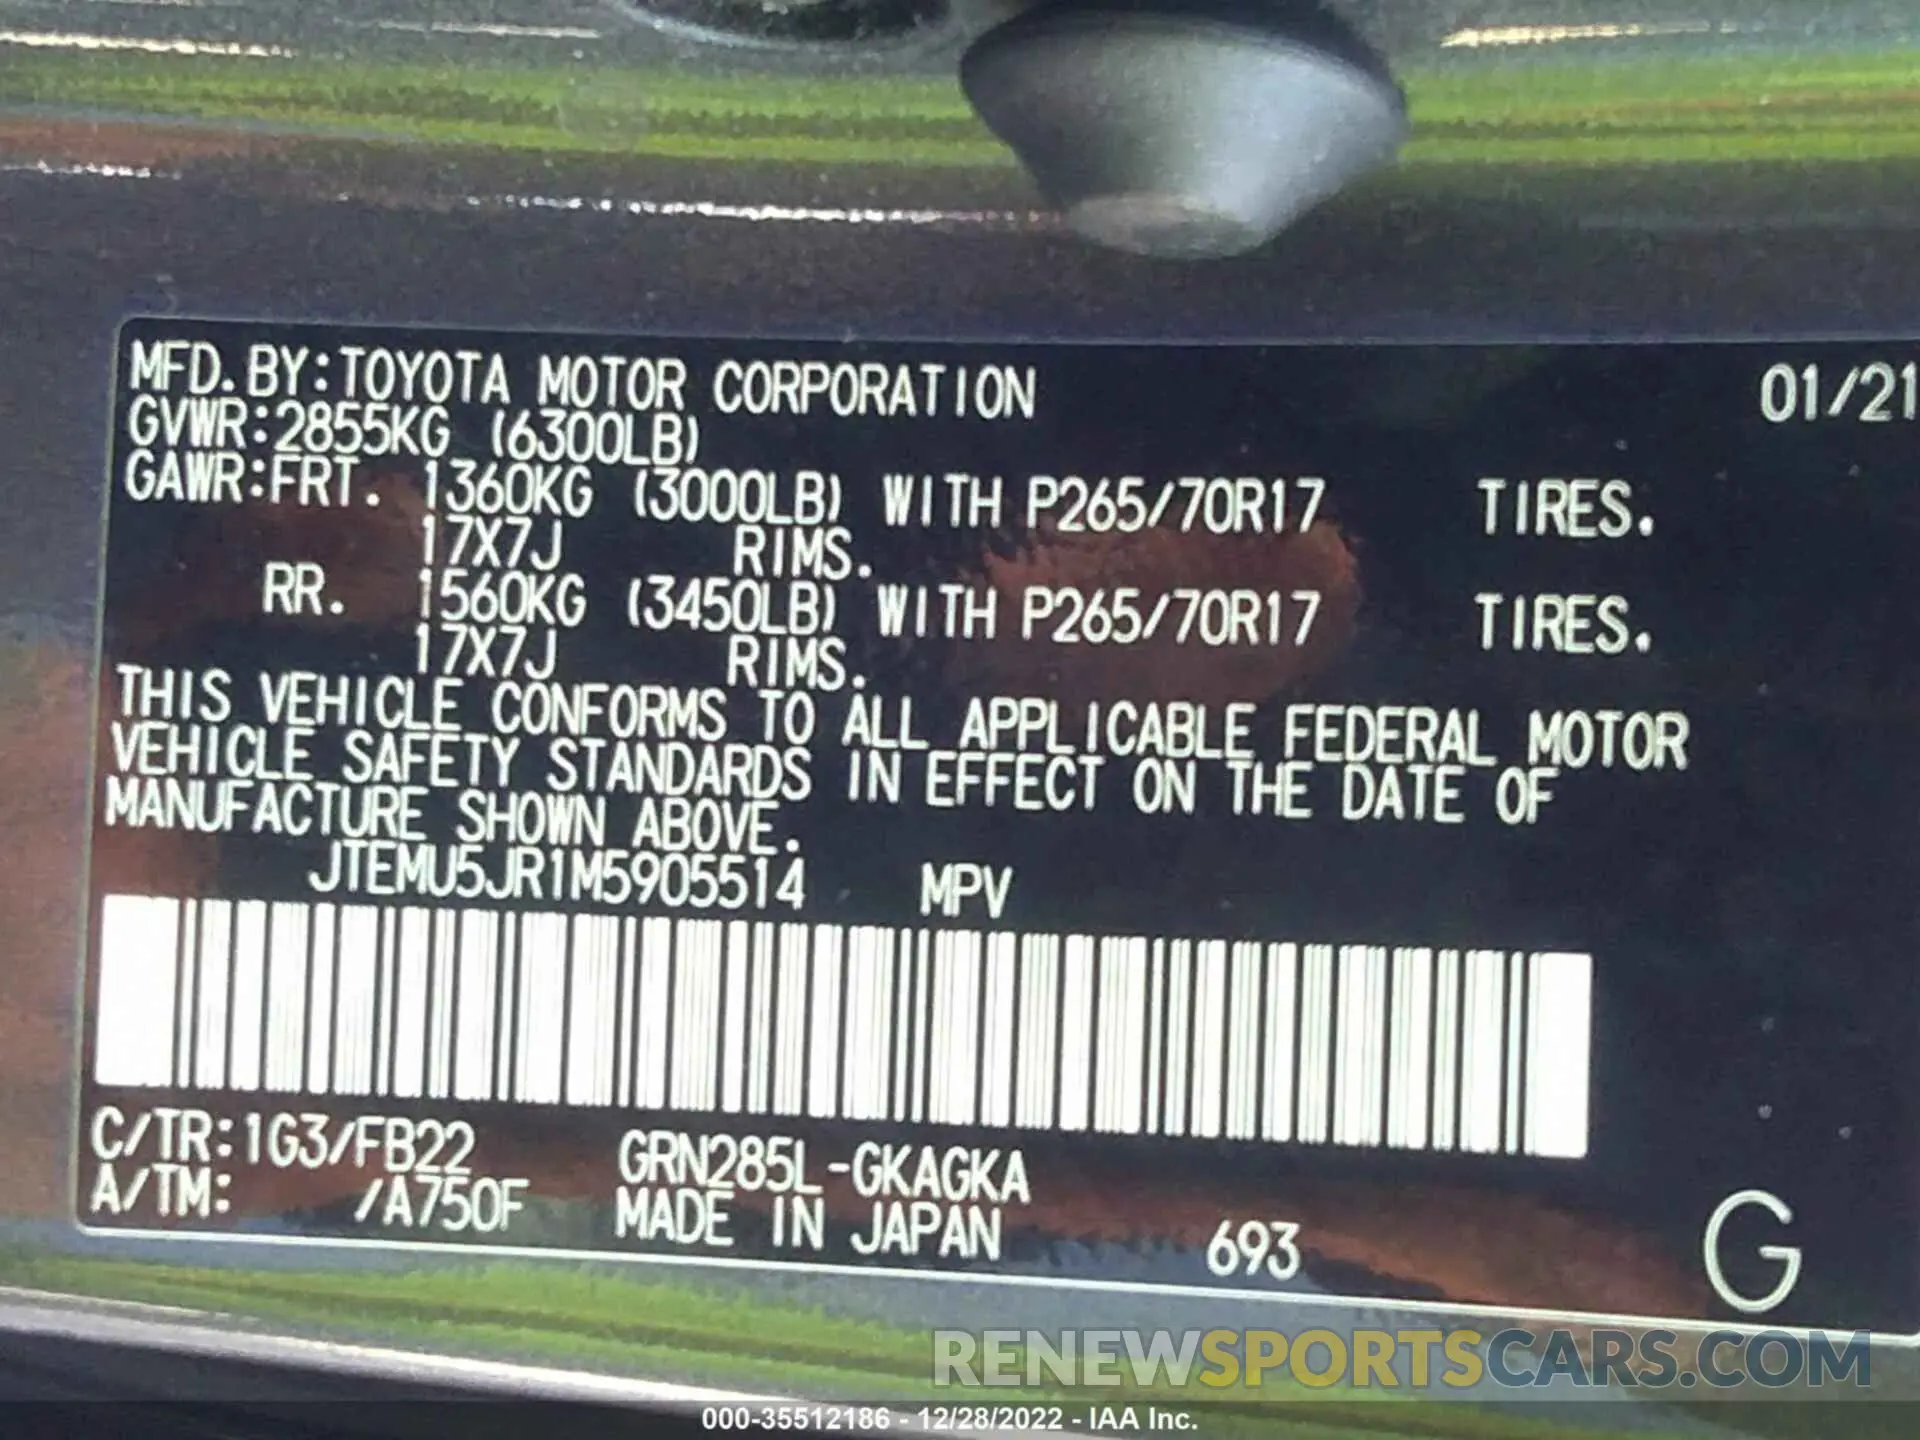 MFD.BY:TOYOTA MOTOR CORPORATION 01/21
GVWR:2855KG (6300LB)
GAWR:FRT. 1360KG (3000LB) WITH P265/70R17 TIRES.
17X7J RIMS.
RR. 1560KG (3450LB) WITH P265/70R17 TIRES.
17X7J RIMS.
THIS VEHICLE CONFORMS TO ALL APPLICABLE FEDERAL MOTOR
VEHICLE SAFETY STANDARDS IN EFFECT ON THE DATE OF
MANUFACTURE SHOWN ABOVE.
JTEMU5JR1M5905514 MPV
C/TR:1G3/FB22 GRN285L-GKAGKA
A/TM: /A750F MADE IN JAPAN 693 G
RENEWSPORTSCARS.COM
000-35512186 - 12/28/2022 - IAA Inc.